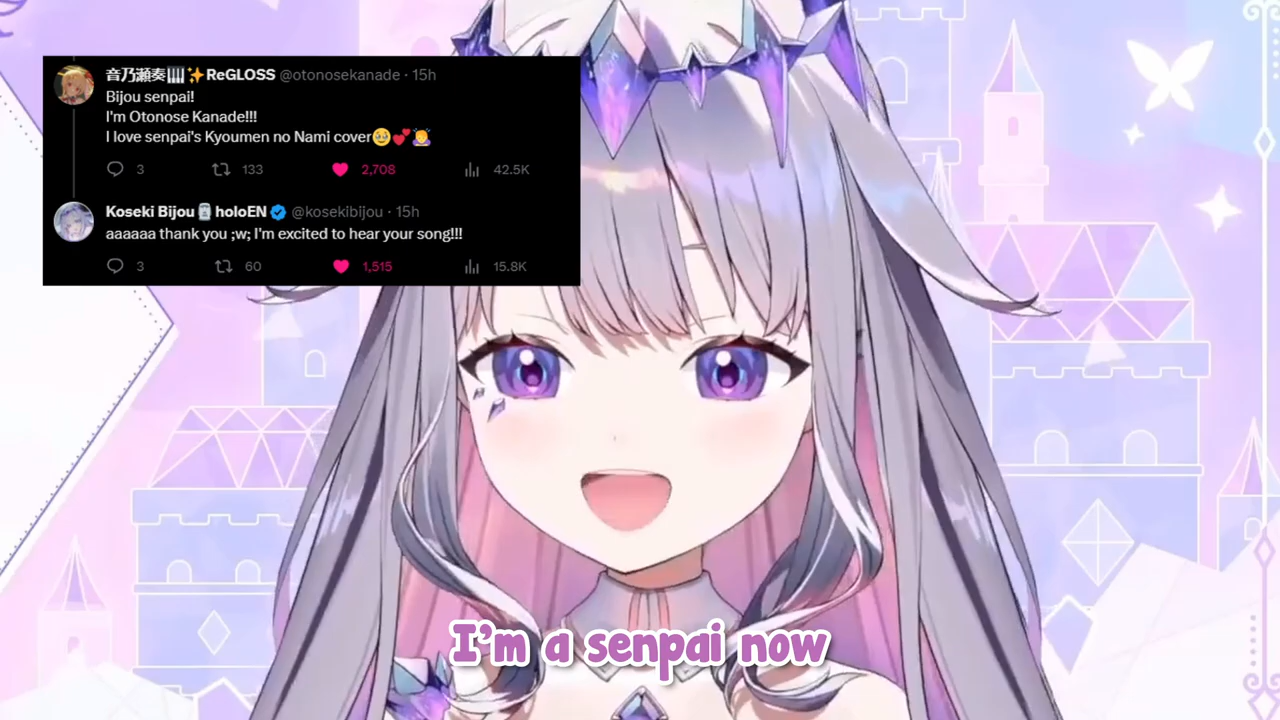 音乃瀬奏🎹✨ReGLOSS @otonosekanade · 15h
Bijou senpai!
I'm Otonose Kanade!!!
I love senpai's Kyoumen no Nami cover🥹💕🙇
3 133 2,708 42.5K
Koseki Bijou🗿holoEN @kosekibijou · 15h
aaaaaa thank you ;w; I'm excited to hear your song!!!
3 60 1,515 15.8K
I'm a senpai now